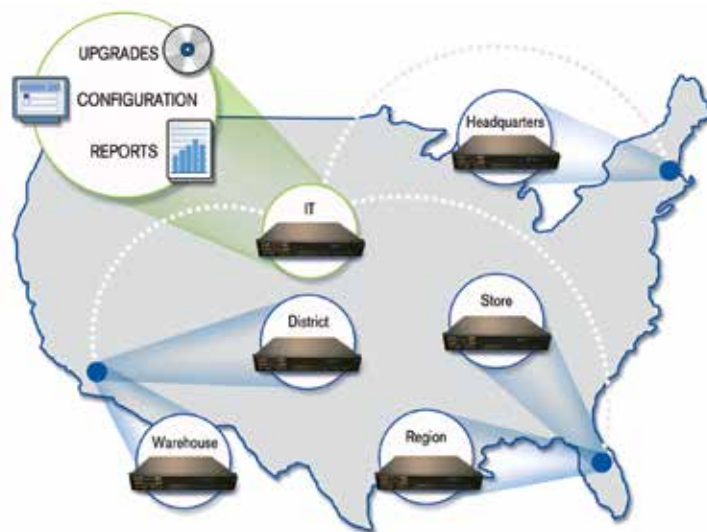 UPGRADES
CONFIGURATION
REPORTS
Headquarters
IT
District
Store
Warehouse
Region